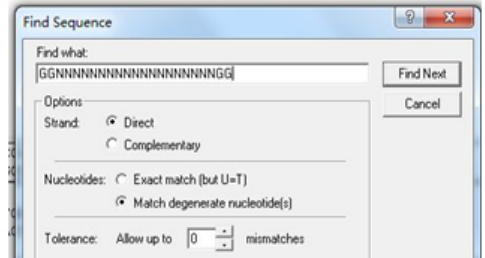 Find Sequence
Find what:
GGNNNNNNNNNNNNNNNNNNNGG
Find Next
Options
Cancel
Strand: Direct
Complementary
Nucleotides: Exact match (but U=T)
Match degenerate nucleotide(s)
Tolerance: Allow up to 0 mismatches